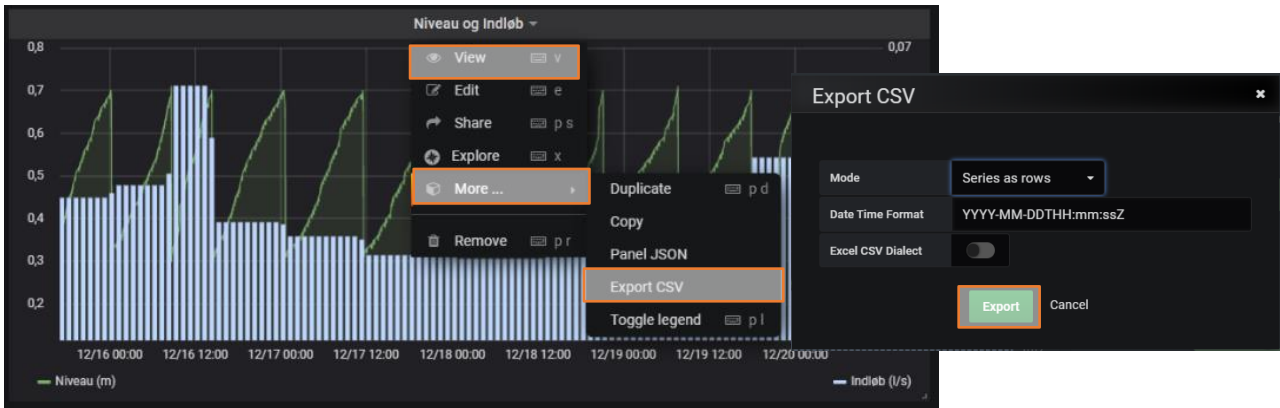 Niveau og Indløb
0,8
0,7
0,6
0,5
0,4
0,3
0,2
0,07
View v
Edit e
Share p s
Explore x
More ...
Remove p r
Duplicate p d
Copy
Panel JSON
Export CSV
Toggle legend p l
12/16 00:00 12/16 12:00 12/17 00:00 12/17 12:00 12/18 00:00 12/18 12:00 12/19 00:00 12/19 12:00 12/20 00:00
Niveau (m)
Indløb (l/s)
Export CSV
Mode Series as rows
Date Time Format YYYY-MM-DDTHH:mm:ssZ
Excel CSV Dialect
Export Cancel